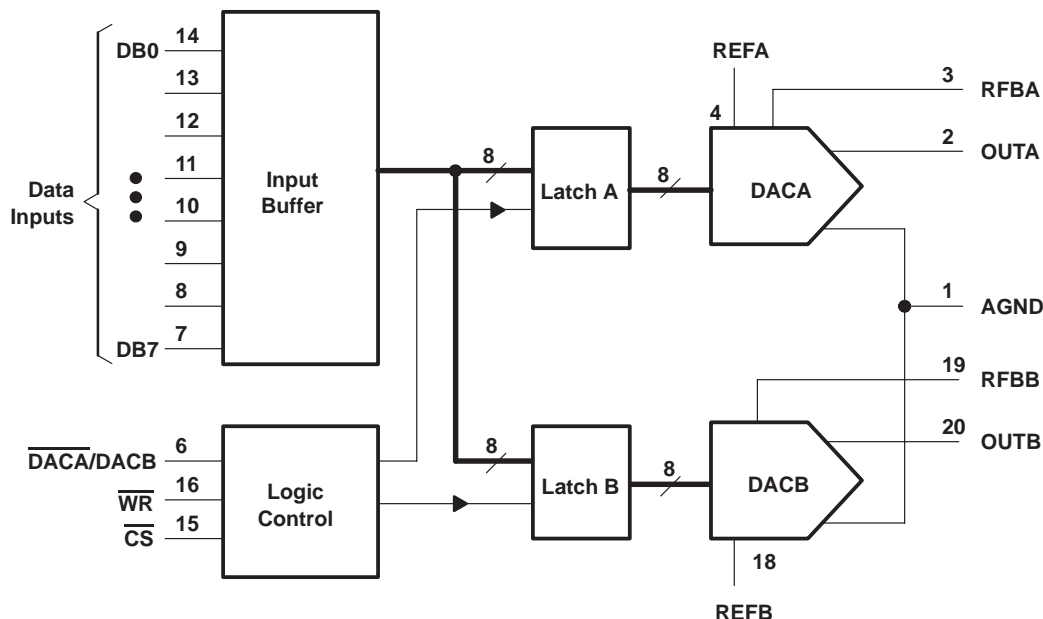 DB0
14
13
12
11
10
9
8
7
DB7
Data
Inputs
Input
Buffer
8
Latch A
8
REFA
4
DACA
3
RFBA
2
OUTA
1
AGND
DACA/DACB
6
WR
16
CS
15
Logic
Control
8
Latch B
8
DACB
19
RFBB
20
OUTB
18
REFB